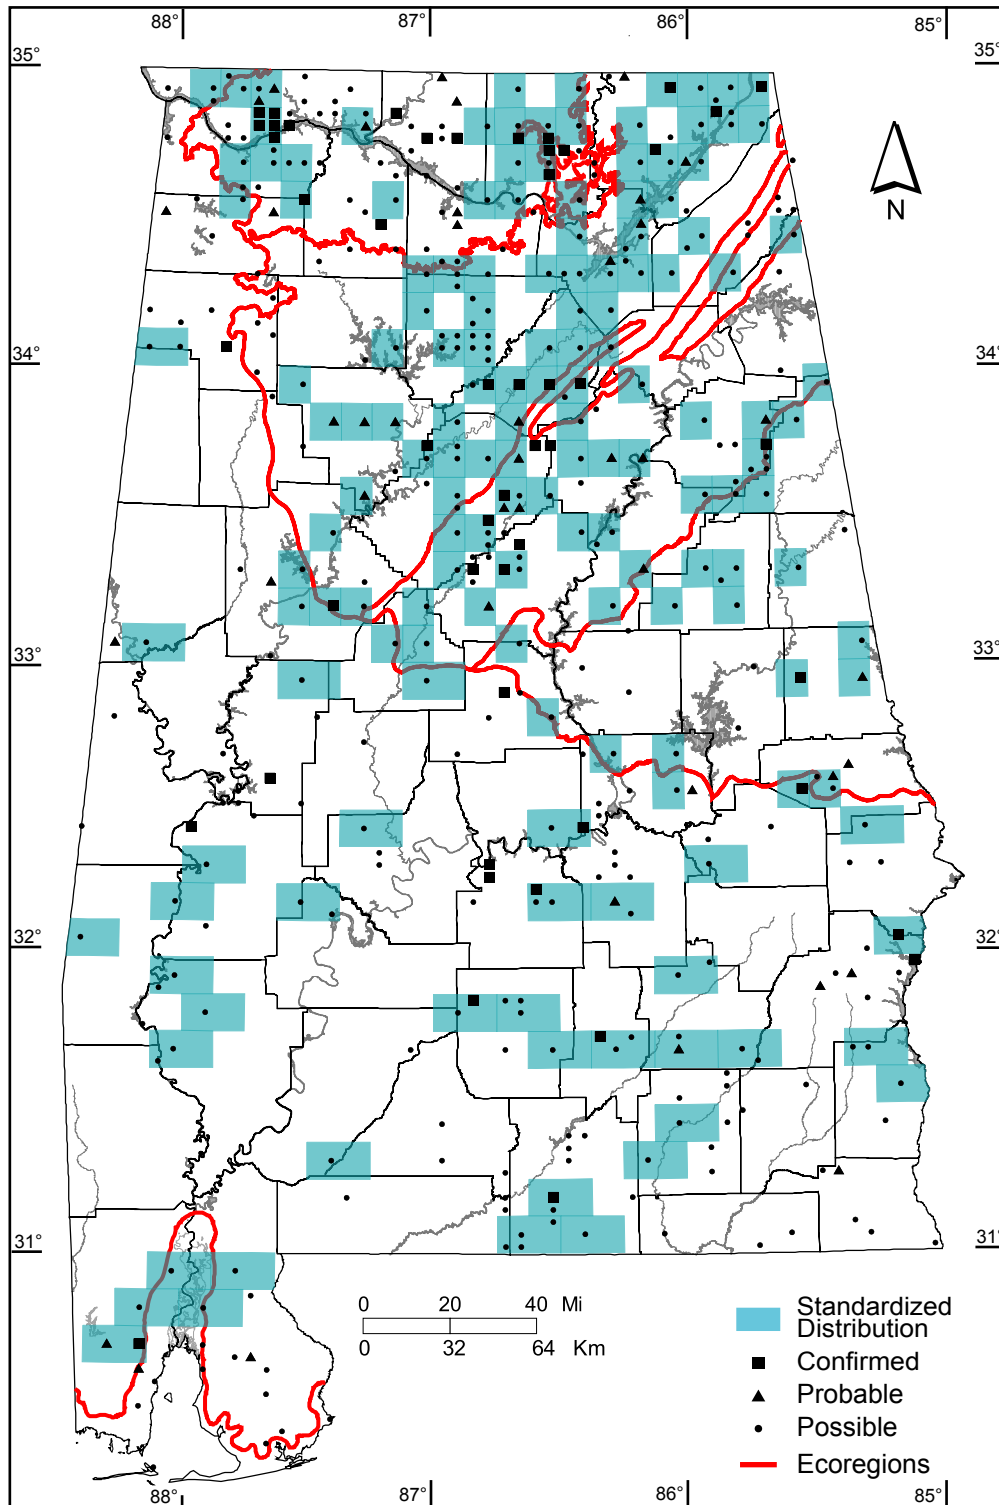 88° 87° 86° 85°
35° 35°
N
34° 34°
33° 33°
32° 32°
31° 31°
0 20 40 Mi
0 32 64 Km
Standardized
Distribution
Confirmed
Probable
Possible
Ecoregions
88° 87° 86° 85°